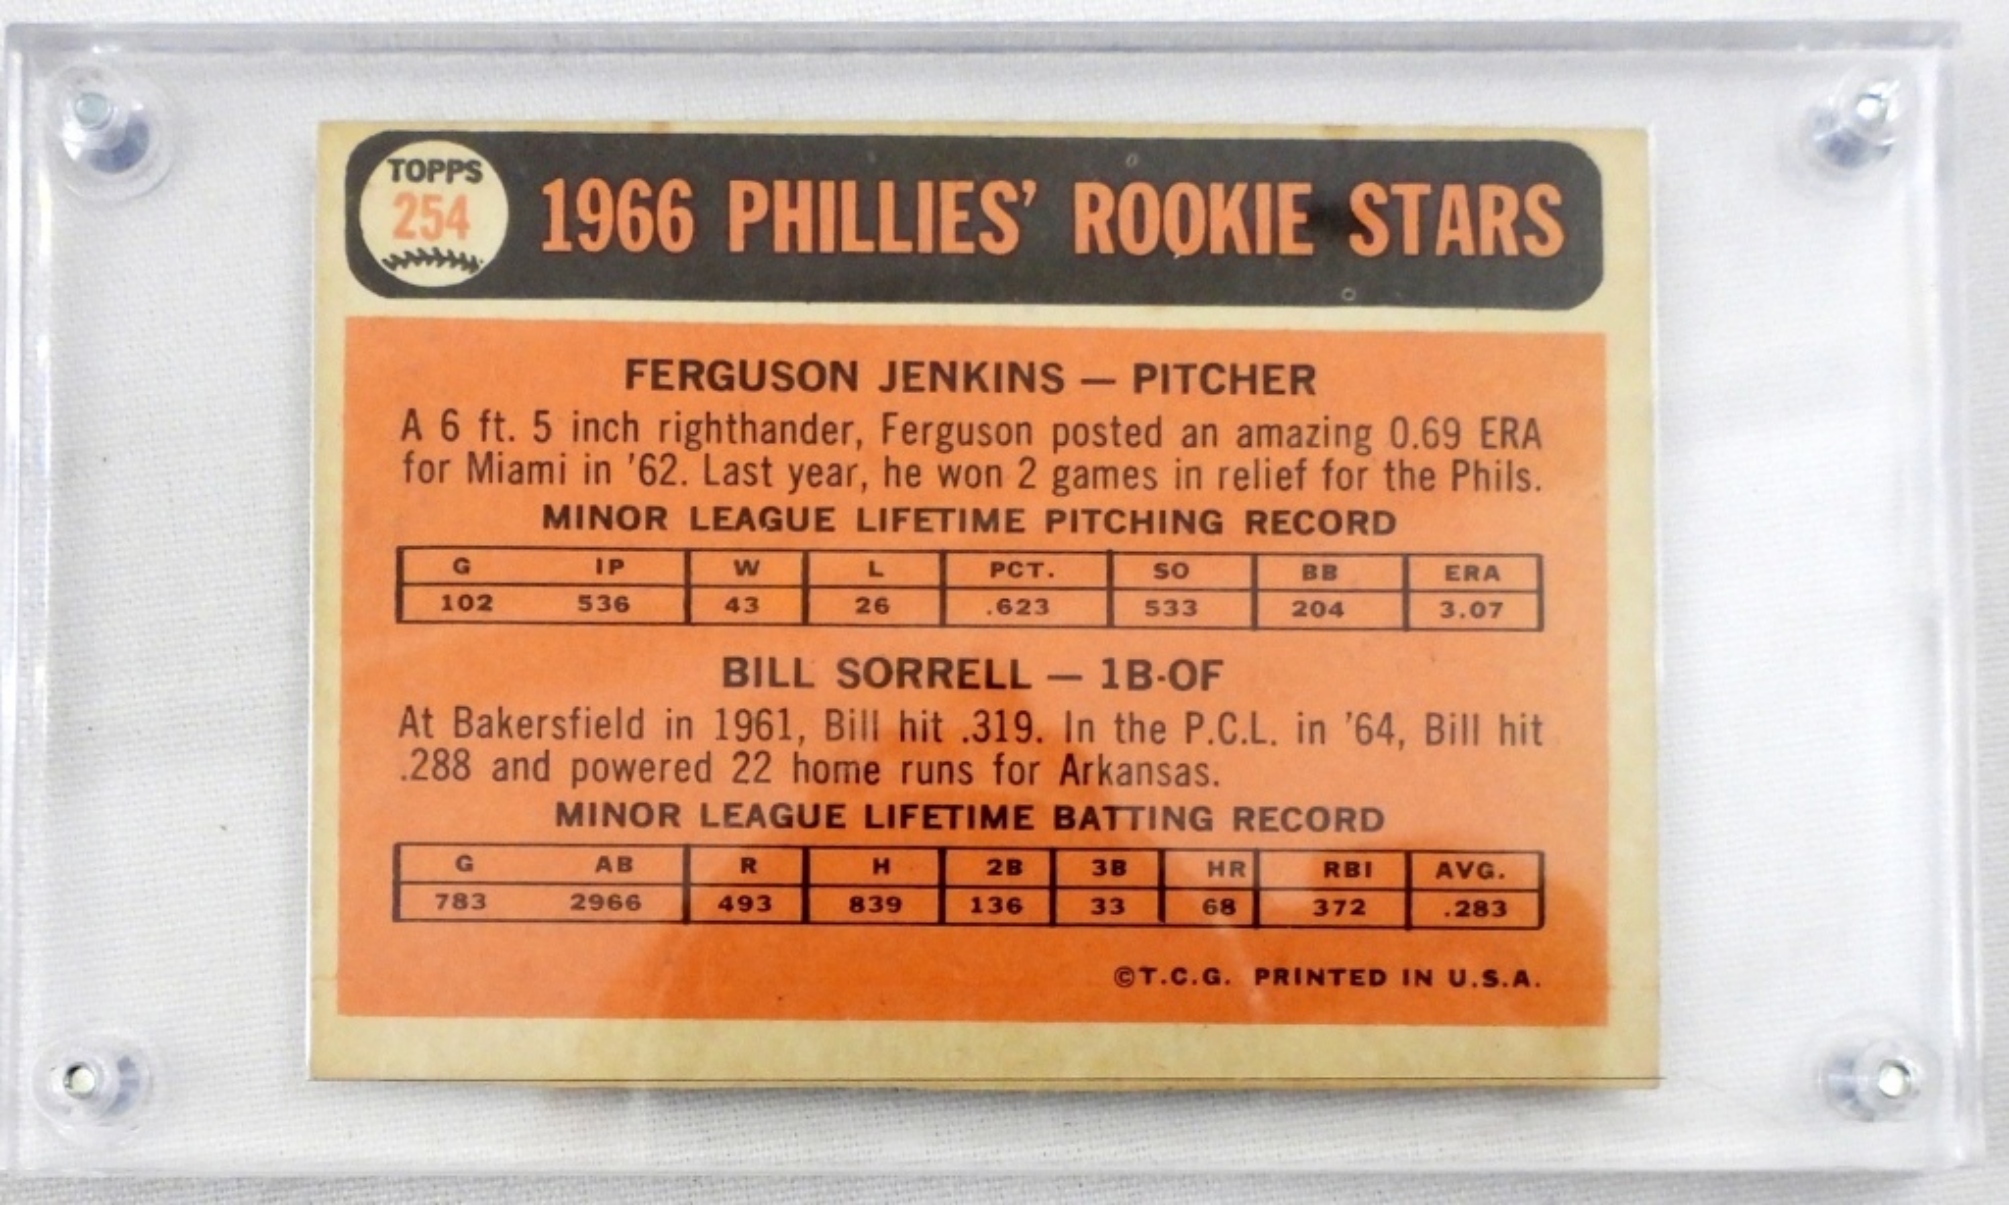 TOPPS
254
1966 PHILLIES' ROOKIE STARS
FERGUSON JENKINS — PITCHER
A 6 ft. 5 inch righthander, Ferguson posted an amazing 0.69 ERA
for Miami in '62. Last year, he won 2 games in relief for the Phils.
MINOR LEAGUE LIFETIME PITCHING RECORD
G IP W L PCT. SO BB ERA
102 536 43 26 .623 533 204 3.07
BILL SORRELL — 1B-OF
At Bakersfield in 1961, Bill hit .319. In the P.C.L. in '64, Bill hit
.288 and powered 22 home runs for Arkansas.
MINOR LEAGUE LIFETIME BATTING RECORD
G AB R H 2B 3B HR RBI AVG.
783 2966 493 839 136 33 68 372 .283
©T.C.G. PRINTED IN U.S.A.